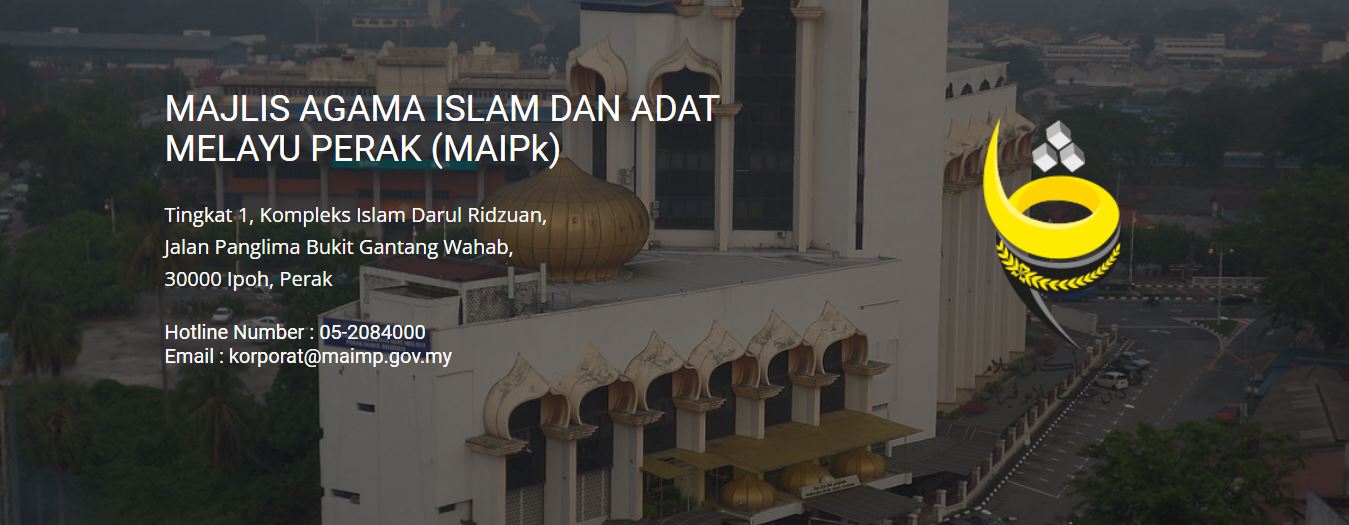 MAJLIS AGAMA ISLAM DAN ADAT
MELAYU PERAK (MAIPk)
Tingkat 1, Kompleks Islam Darul Ridzuan,
Jalan Panglima Bukit Gantang Wahab,
30000 Ipoh, Perak
Hotline Number : 05-2084000
Email : korporat@maimp.gov.my